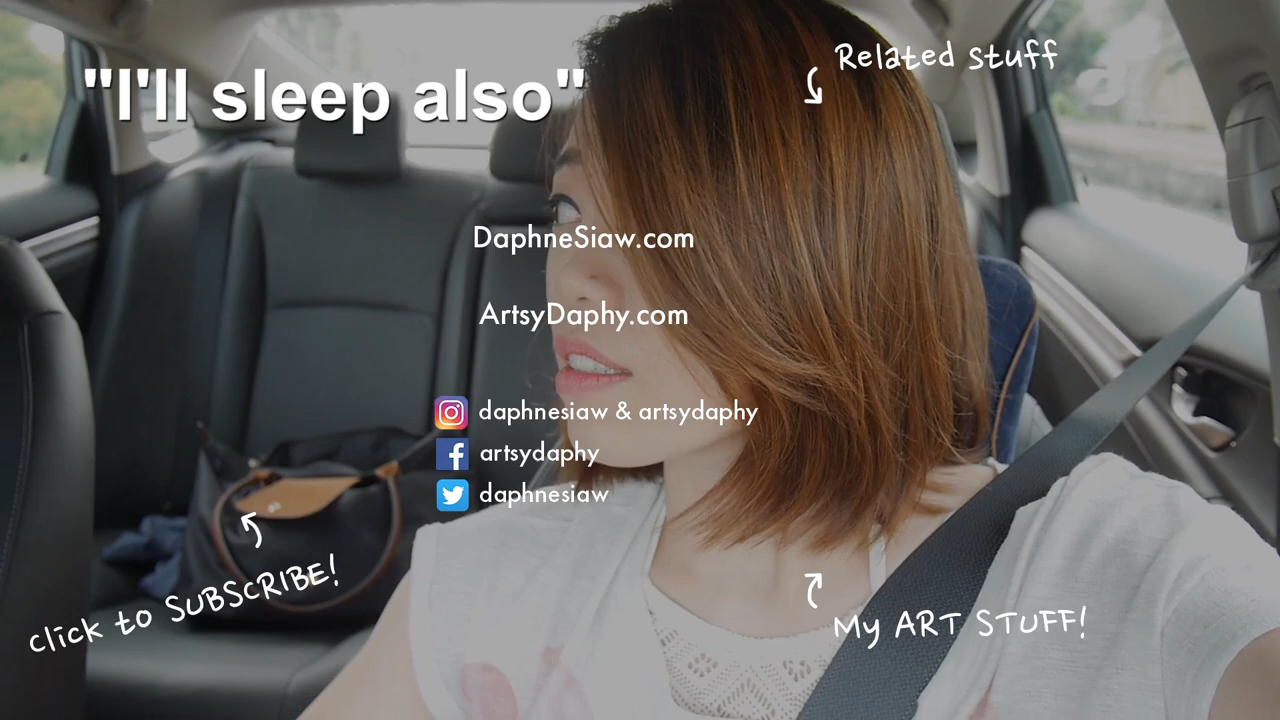 "I'll sleep also"
Related stuff
DaphneSiaw.com
ArtsyDaphy.com
daphnesiaw & artsydaphy
artsydaphy
daphnesiaw
click to SUBSCRIBE!
My ART STUFF!